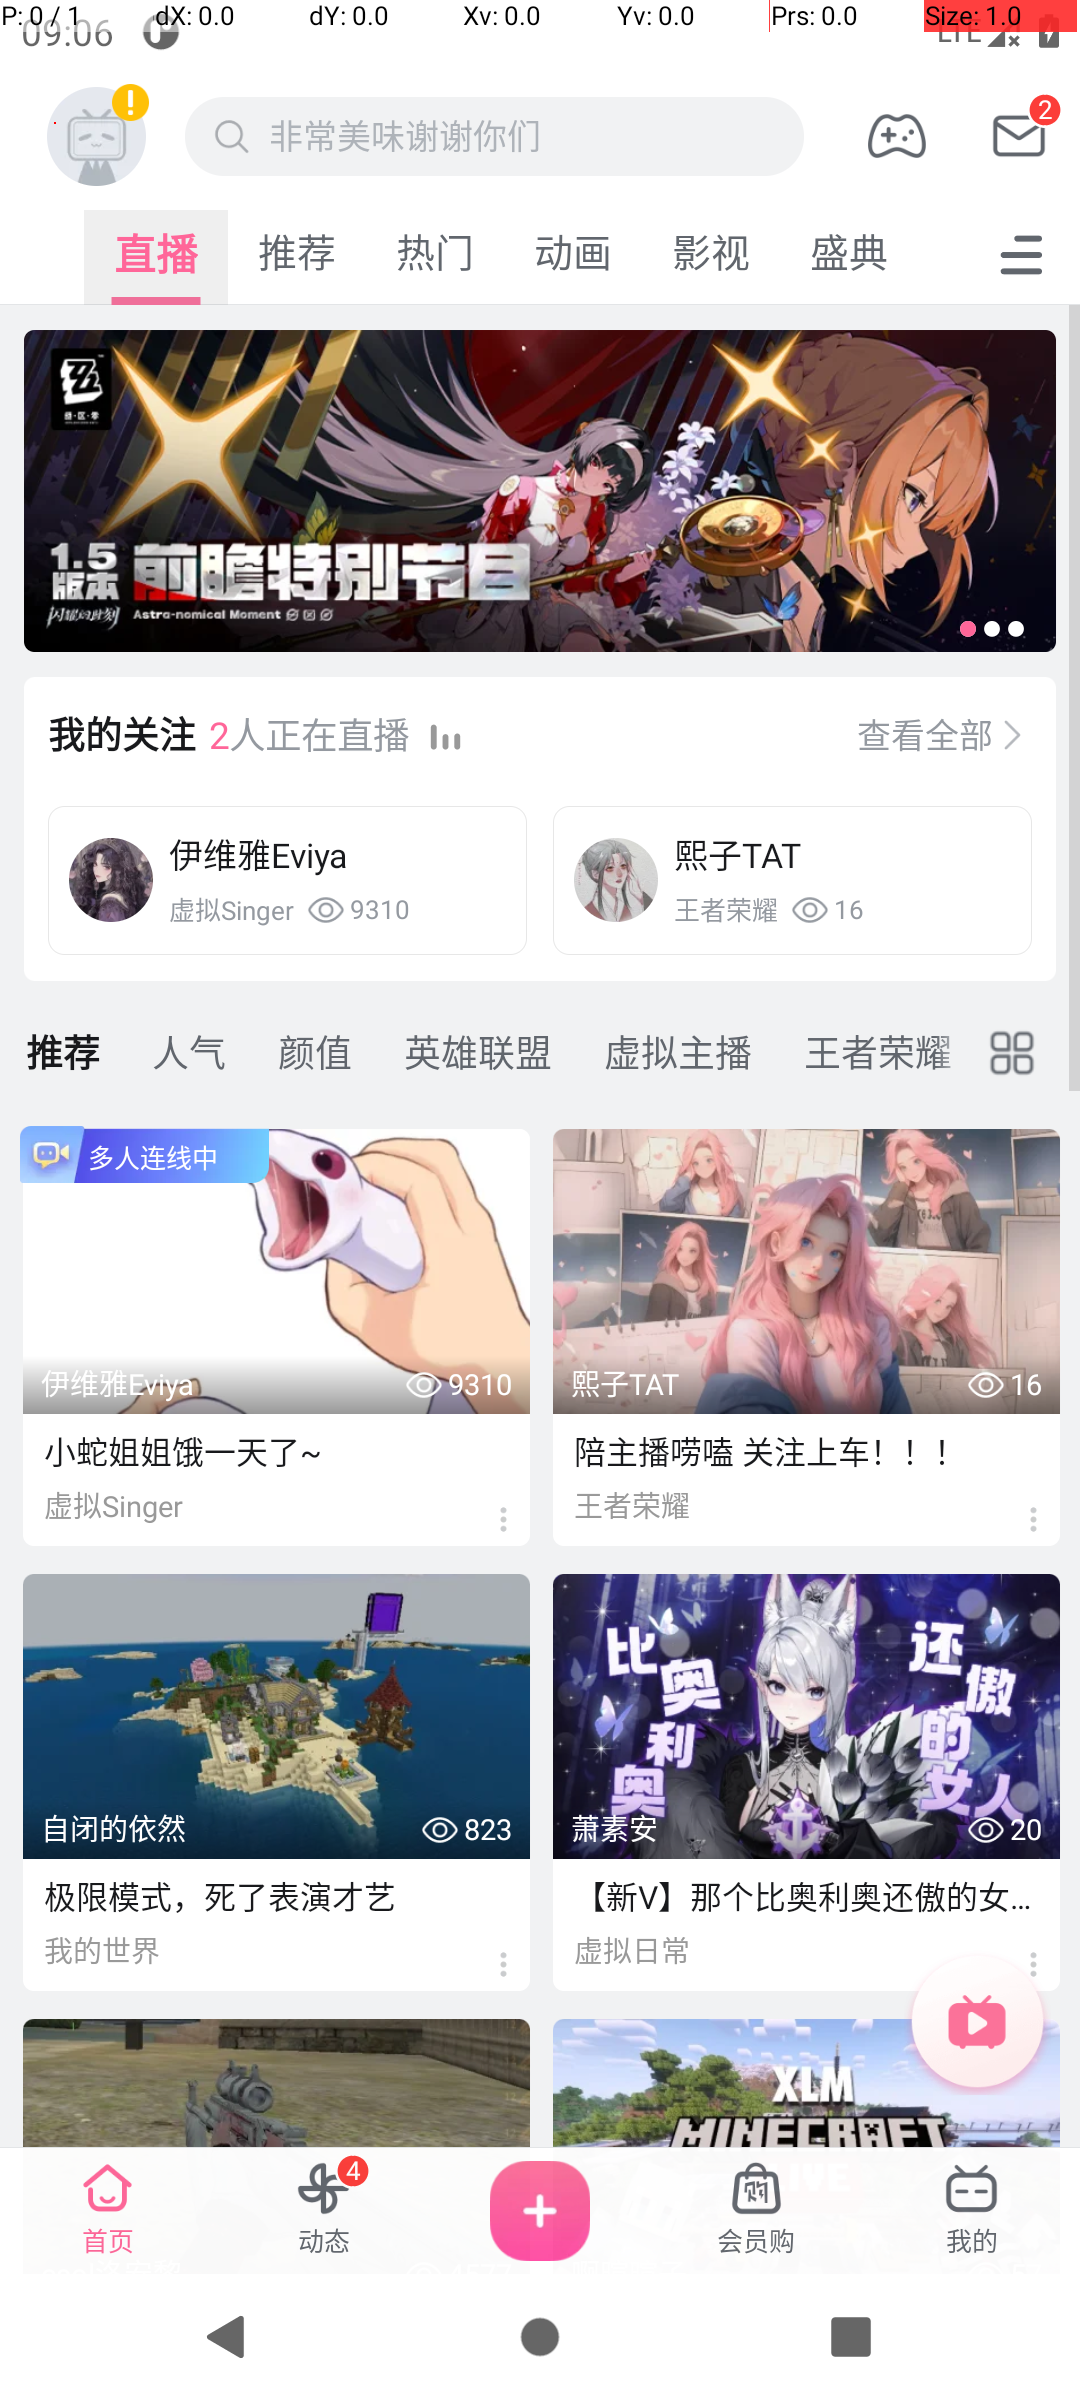 P: 0 / 1 dX: 0.0 dY: 0.0 Xv: 0.0 Yv: 0.0 Prs: 0.0 Size: 1.0
09:06 LTE
非常美味谢谢你们
2
直播 推荐 热门 动画 影视 盛典
绝·区·零
1.5版本
前瞻特别节目
闪耀的时刻
Astra-nomical Moment
我的关注 2人正在直播 查看全部
伊维雅Eviya
虚拟Singer 9310
熙子TAT
王者荣耀 16
推荐 人气 颜值 英雄联盟 虚拟主播 王者荣耀
多人连线中
伊维雅Eviya 9310
小蛇姐姐饿一天了~
虚拟Singer
熙子TAT 16
陪主播唠嗑 关注上车！！！
王者荣耀
自闭的依然 823
极限模式，死了表演才艺
我的世界
比奥利奥
还傲的女人
萧素安 20
【新V】那个比奥利奥还傲的女...
虚拟日常
XLM
MINECRAFT
首页
动态 4
会员购
我的